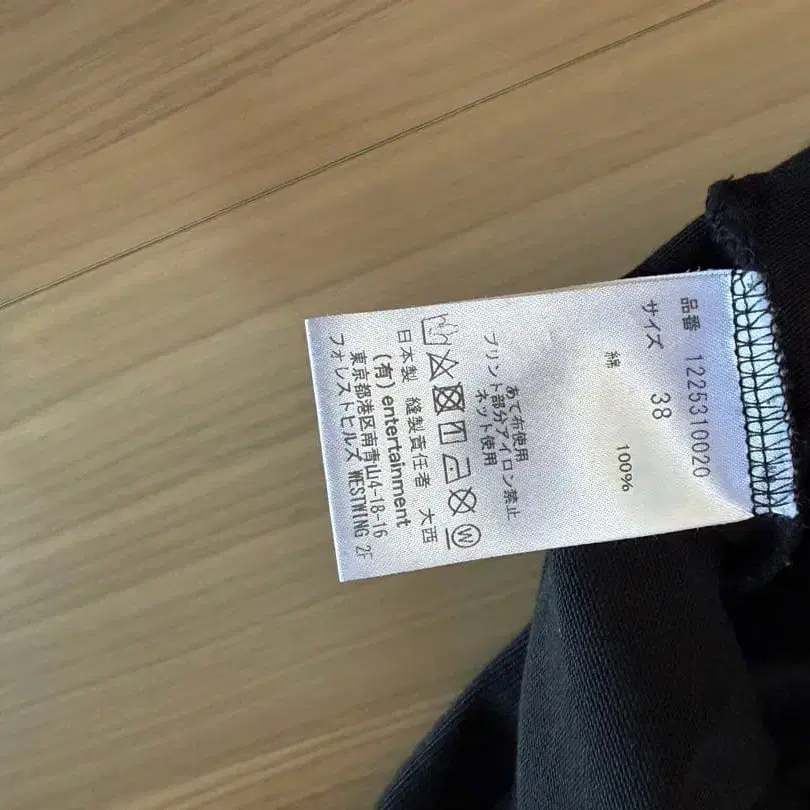 品番 1225310020
サイズ 38
綿 100%
あて布使用
プリント部分アイロン禁止
ネット使用
W
日本製 縫製責任者 大西
(有) entertainment
東京都港区南青山4-18-16
フォレストヒルズ WESTWING 2F